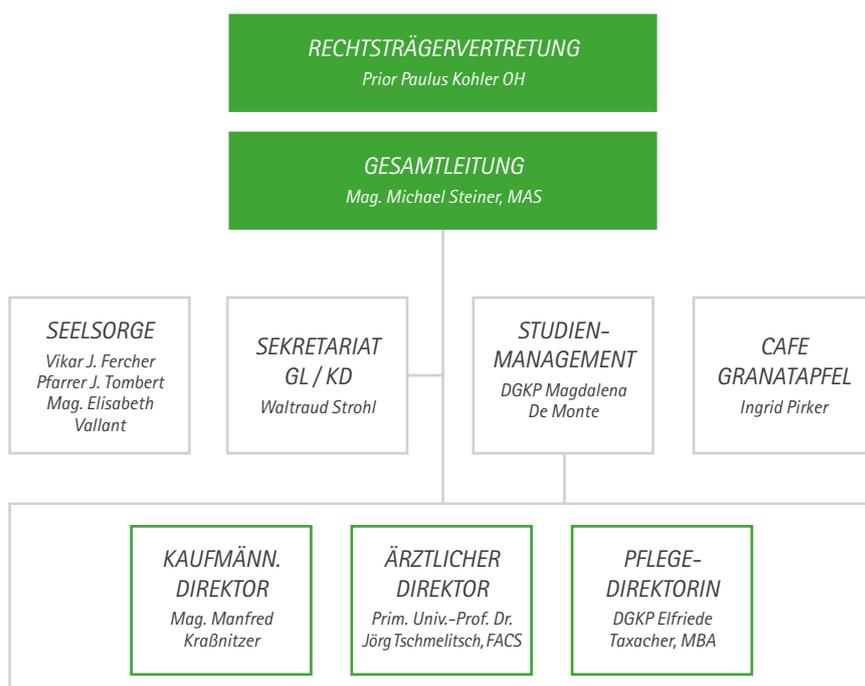 RECHTSTRÄGERVERTRETUNG
Prior Paulus Kohler OH
GESAMTLEITUNG
Mag. Michael Steiner, MAS
SEELSORGE
Vikar J. Fercher
Pfarrer J. Tombert
Mag. Elisabeth
Vallant
SEKRETARIAT
GL / KD
Waltraud Strohl
STUDIEN-
MANAGEMENT
DGKP Magdalena
De Monte
CAFE
GRANATAPFEL
Ingrid Pirker
KAUFMÄNN.
DIREKTOR
Mag. Manfred
Kraßnitzer
ÄRZTLICHER
DIREKTOR
Prim. Univ.-Prof. Dr.
Jörg Tschmelitsch, FACS
PFLEGE-
DIREKTORIN
DGKP Elfriede
Taxacher, MBA